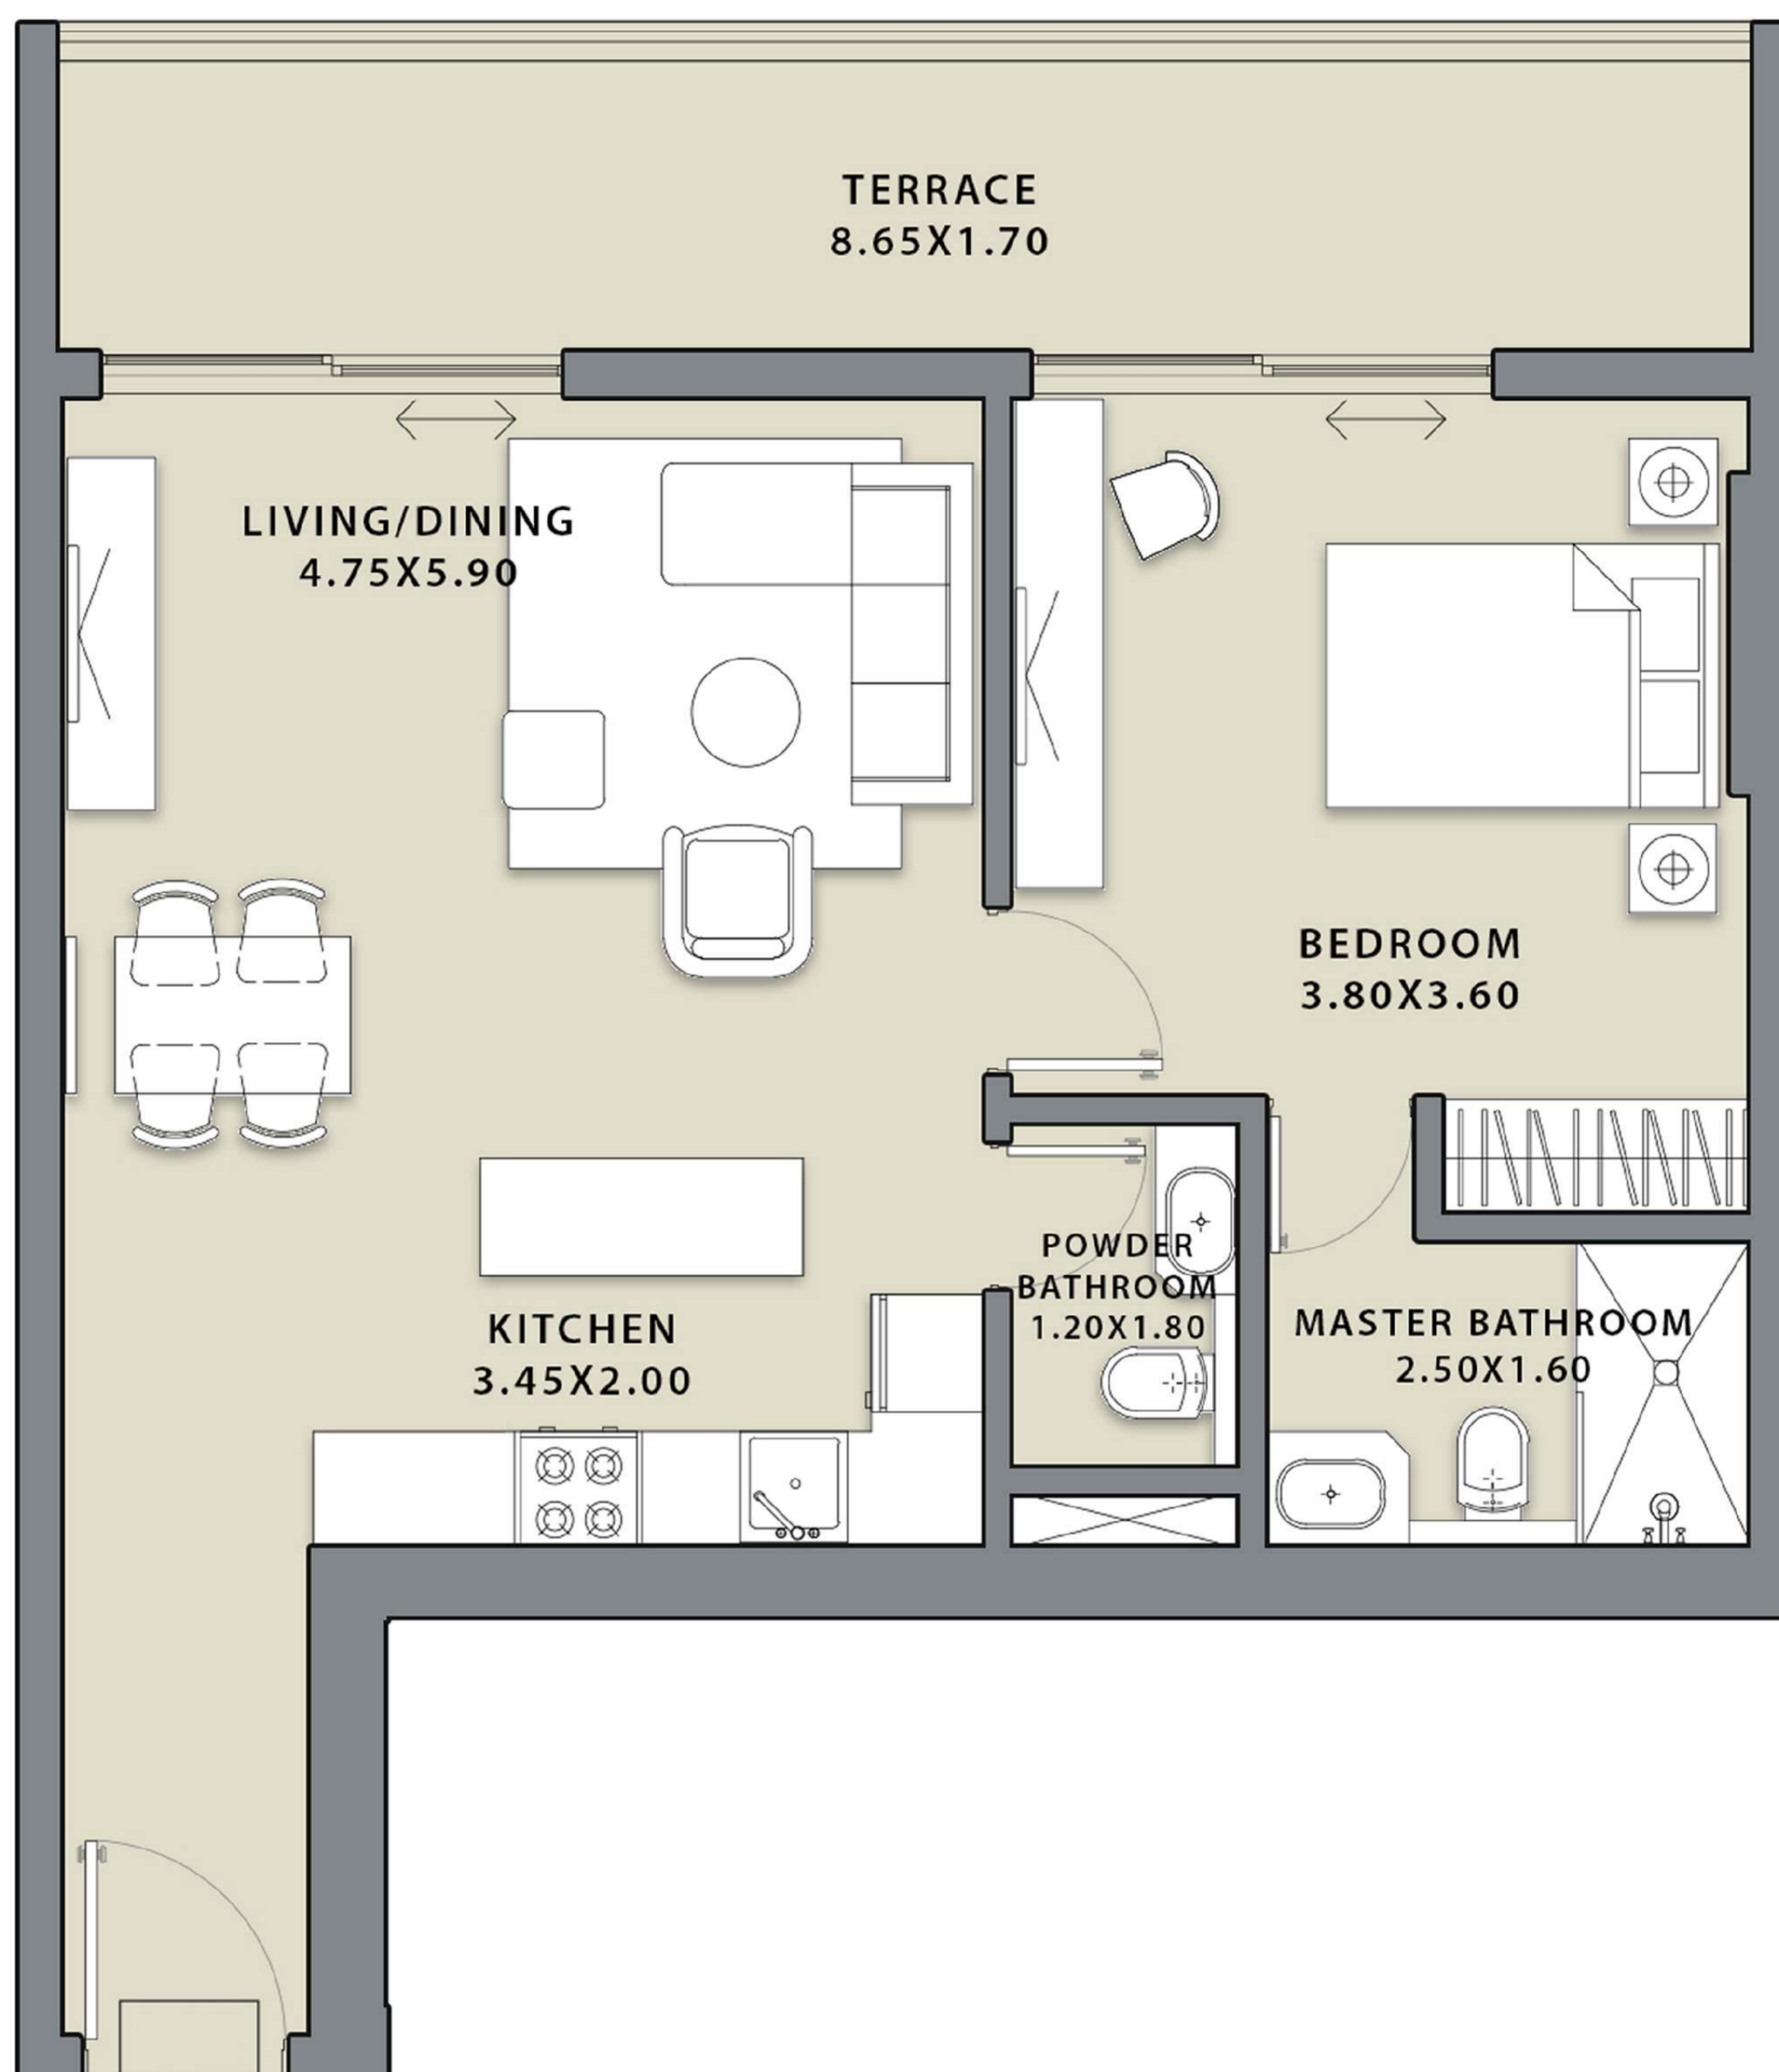 TERRACE
8.65X1.70
LIVING/DINING
4.75X5.90
BEDROOM
3.80X3.60
POWDER
BATHROOM
1.20X1.80
MASTER BATHROOM
2.50X1.60
KITCHEN
3.45X2.00